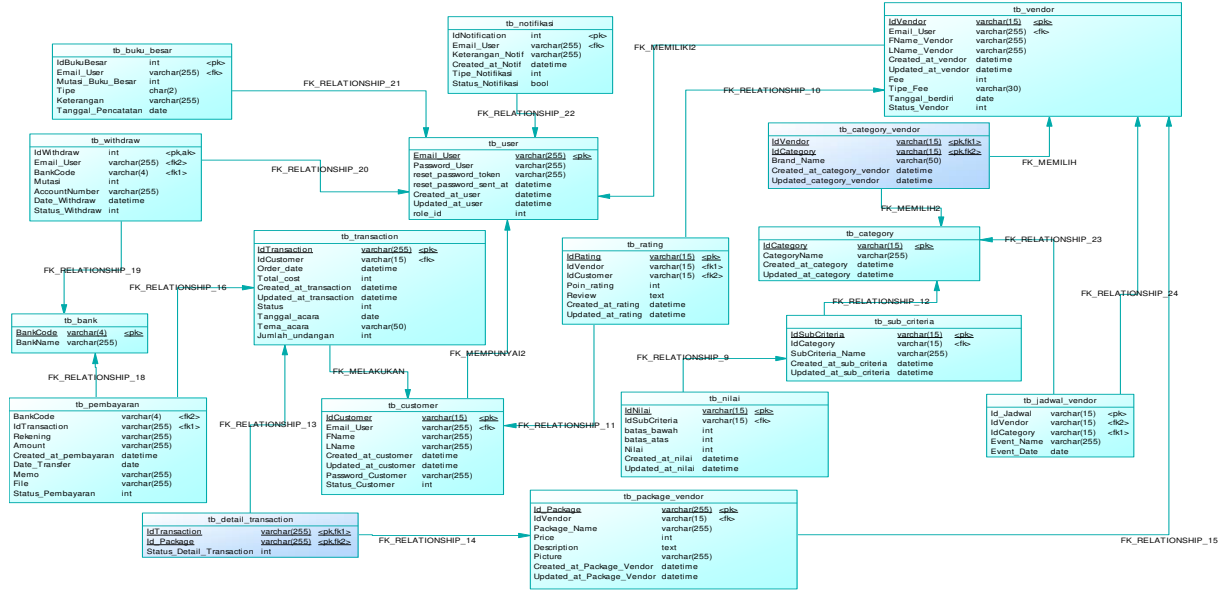 tb_buku_besar
IdBukuBesar int <pk>
Email_User varchar(255) <fk>
Mutasi_Buku_Besar int
Tipe char(2)
Keterangan varchar(255)
Tanggal_Pencatatan date
tb_notifikasi
IdNotification int <pk>
Email_User varchar(255) <fk>
Keterangan_Notif varchar(255)
Created_at_Notif datetime
Tipe_Notifikasi int
Status_Notifikasi bool
tb_vendor
IdVendor varchar(15) <pk>
Email_User varchar(255) <fk>
FName_Vendor varchar(255)
LName_Vendor varchar(255)
Created_at_vendor datetime
Updated_at_vendor datetime
Fee int
Tipe_Fee varchar(30)
Tanggal_berdiri date
Status_Vendor int
FK_MEMILIKI2
FK_RELATIONSHIP_21
FK_RELATIONSHIP_10
FK_RELATIONSHIP_22
tb_withdraw
IdWithdraw int <pk,ak>
Email_User varchar(255) <fk2>
BankCode varchar(4) <fk1>
Mutasi int
AccountNumber varchar(255)
Date_Withdraw datetime
Status_Withdraw int
FK_RELATIONSHIP_20
tb_user
Email_User varchar(255) <pk>
Password_User varchar(255)
reset_password_token varchar(255)
reset_password_sent_at datetime
Created_at_user datetime
Updated_at_user datetime
role_id int
tb_category_vendor
IdVendor varchar(15) <pk,fk1>
IdCategory varchar(15) <pk,fk2>
Brand_Name varchar(50)
Created_at_category_vendor datetime
Updated_category_vendor datetime
FK_MEMILIH
FK_MEMILIH2
tb_transaction
IdTransaction varchar(255) <pk>
IdCustomer varchar(15) <fk>
Order_date datetime
Total_cost int
Created_at_transaction datetime
Updated_at_transaction datetime
Status int
Tanggal_acara date
Tema_acara varchar(50)
Jumlah_undangan int
tb_rating
IdRating varchar(15) <pk>
IdVendor varchar(15) <fk1>
IdCustomer varchar(15) <fk2>
Poin_rating int
Review text
Created_at_rating datetime
Updated_at_rating datetime
tb_category
IdCategory varchar(15) <pk>
CategoryName varchar(255)
Created_at_category datetime
Updated_at_category datetime
FK_RELATIONSHIP_23
FK_RELATIONSHIP_19
FK_RELATIONSHIP_16
FK_RELATIONSHIP_24
FK_RELATIONSHIP_12
tb_bank
BankCode varchar(4) <pk>
BankName varchar(255)
tb_sub_criteria
IdSubCriteria varchar(15) <pk>
IdCategory varchar(15) <fk>
SubCriteria_Name varchar(255)
Created_at_sub_criteria datetime
Updated_at_sub_criteria datetime
FK_MEMPUNYAI2
FK_RELATIONSHIP_9
FK_MELAKUKAN
FK_RELATIONSHIP_18
tb_pembayaran
BankCode varchar(4) <fk2>
IdTransaction varchar(255) <fk1>
Rekening varchar(255)
Amount varchar(255)
Created_at_pembayaran datetime
Date_Transfer date
Memo varchar(255)
File varchar(255)
Status_Pembayaran int
FK_RELATIONSHIP_13
tb_customer
IdCustomer varchar(15) <pk>
Email_User varchar(255) <fk>
FName varchar(255)
LName varchar(255)
Created_at_customer datetime
Updated_at_customer datetime
Password_Customer varchar(255)
Status_Customer int
FK_RELATIONSHIP_11
tb_nilai
IdNilai varchar(15) <pk>
IdSubCriteria varchar(15) <fk>
batas_bawah int
batas_atas int
Nilai int
Created_at_nilai datetime
Updated_at_nilai datetime
tb_jadwal_vendor
Id_Jadwal varchar(15) <pk>
IdVendor varchar(15) <fk2>
IdCategory varchar(15) <fk1>
Event_Name varchar(255)
Event_Date date
tb_detail_transaction
IdTransaction varchar(255) <pk,fk1>
Id_Package varchar(255) <pk,fk2>
Status_Detail_Transaction int
FK_RELATIONSHIP_14
tb_package_vendor
Id_Package varchar(255) <pk>
IdVendor varchar(15) <fk>
Package_Name varchar(255)
Price int
Description text
Picture varchar(255)
Created_at_Package_Vendor datetime
Updated_at_Package_Vendor datetime
FK_RELATIONSHIP_15